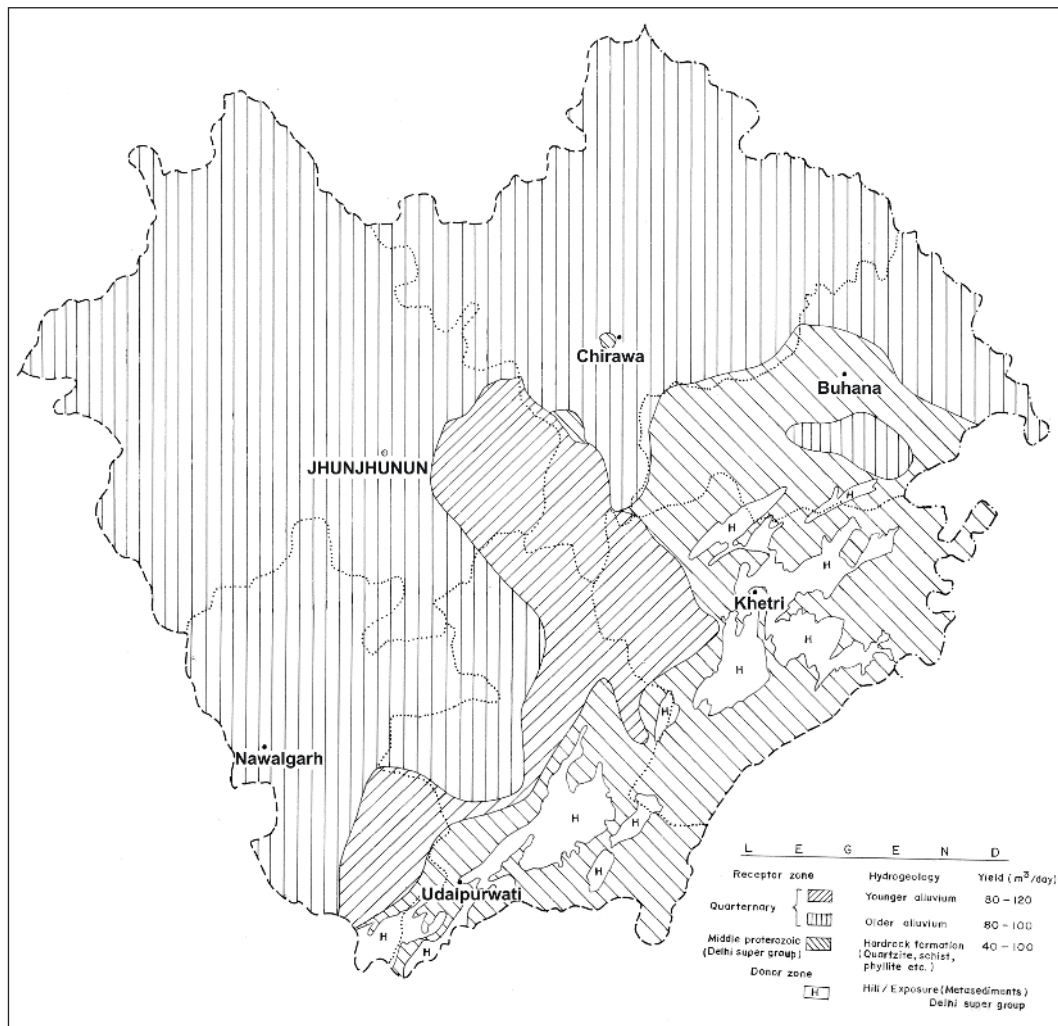 Chirawa
Buhana
JHUNJHUNUN
H
H
H
Khetri
H
H
H
Nawalgarh
H
H
H
Udaipurwati
H
H
L E G E N D
Receptor zone Hydrogeology Yield (m³/day)
Quarternary Younger alluvium 80 – 120
Older alluvium 80 – 100
Middle proterozoic Hardrock formation 40 – 100
(Delhi super group) (Quartzite, schist,
phyllite etc.)
Donor zone
H Hill / Exposure (Metasediments)
Delhi super group